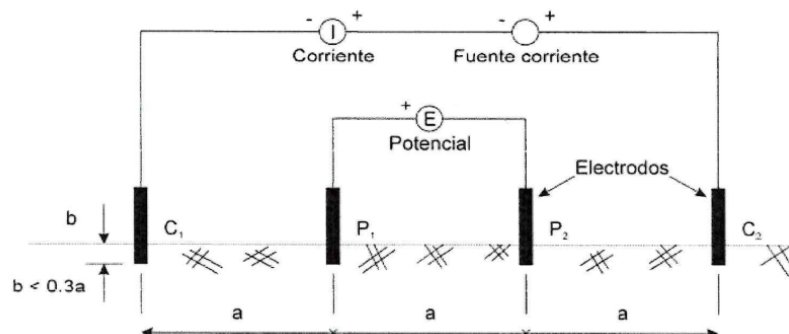 - I + - +
Corriente Fuente corriente
+ E
Potencial
Electrodos
b C₁ P₁ P₂ C₂
b < 0.3a
a a a